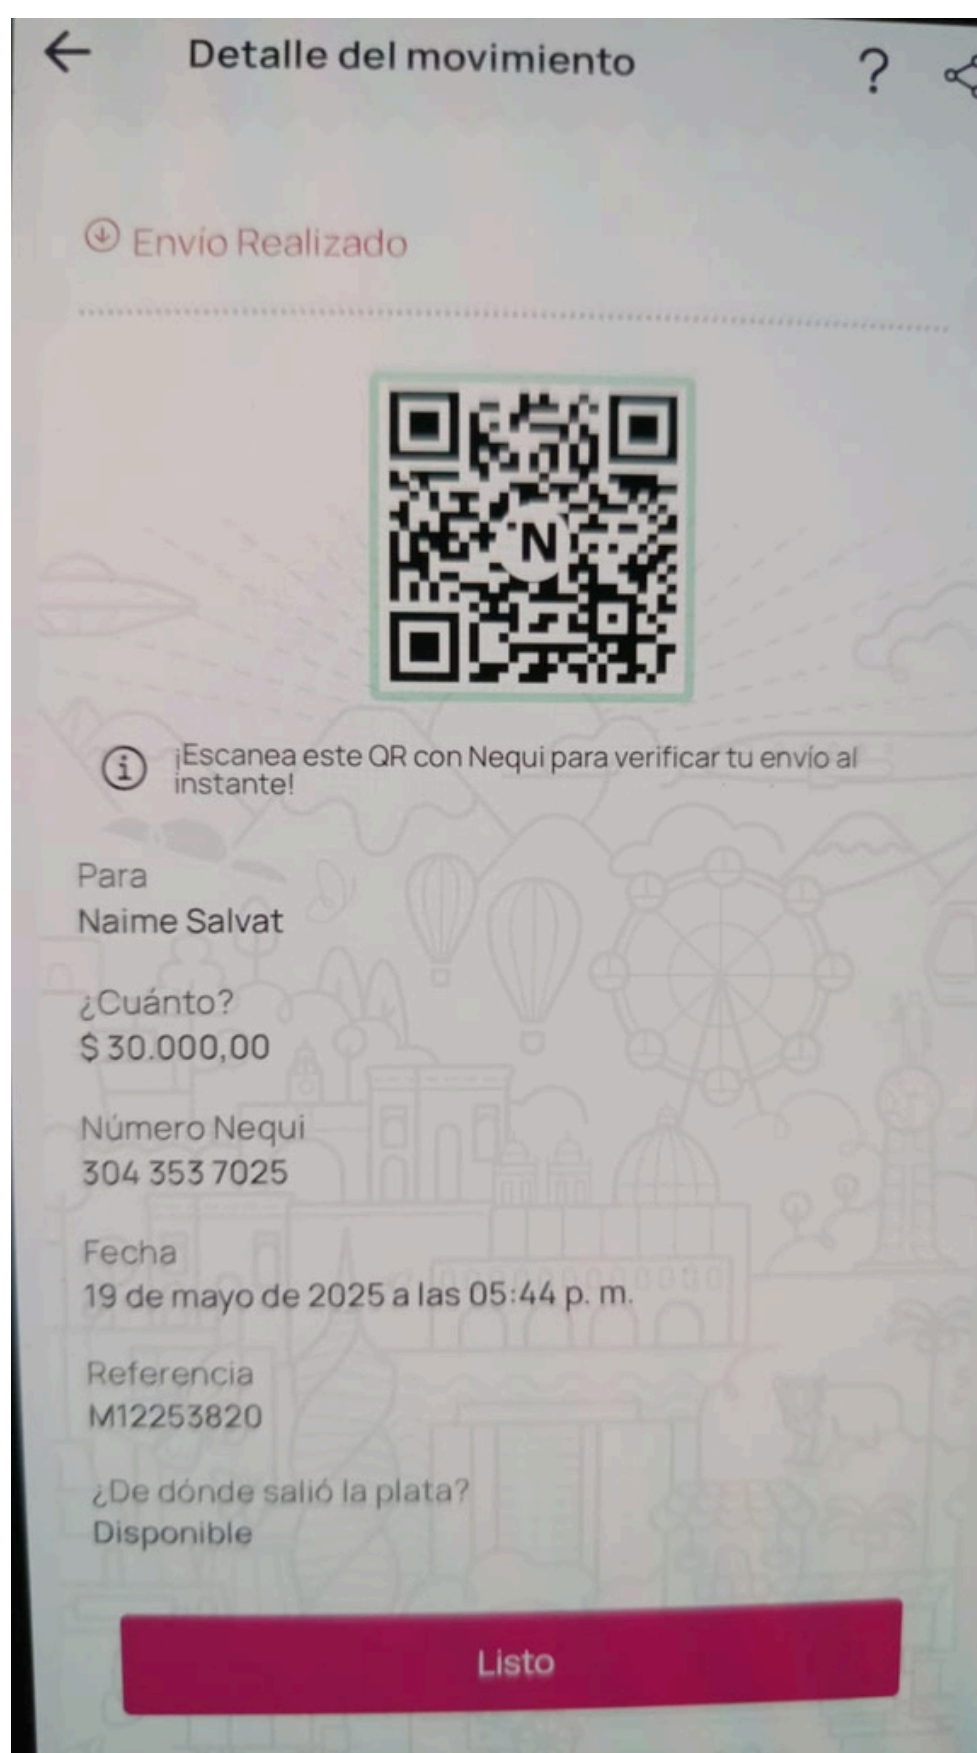 Detalle del movimiento
?
Envío Realizado
N
¡Escanea este QR con Nequi para verificar tu envío al
instante!
Para
Naime Salvat
¿Cuánto?
$ 30.000,00
Número Nequi
304 353 7025
Fecha
19 de mayo de 2025 a las 05:44 p. m.
Referencia
M12253820
¿De dónde salió la plata?
Disponible
Listo